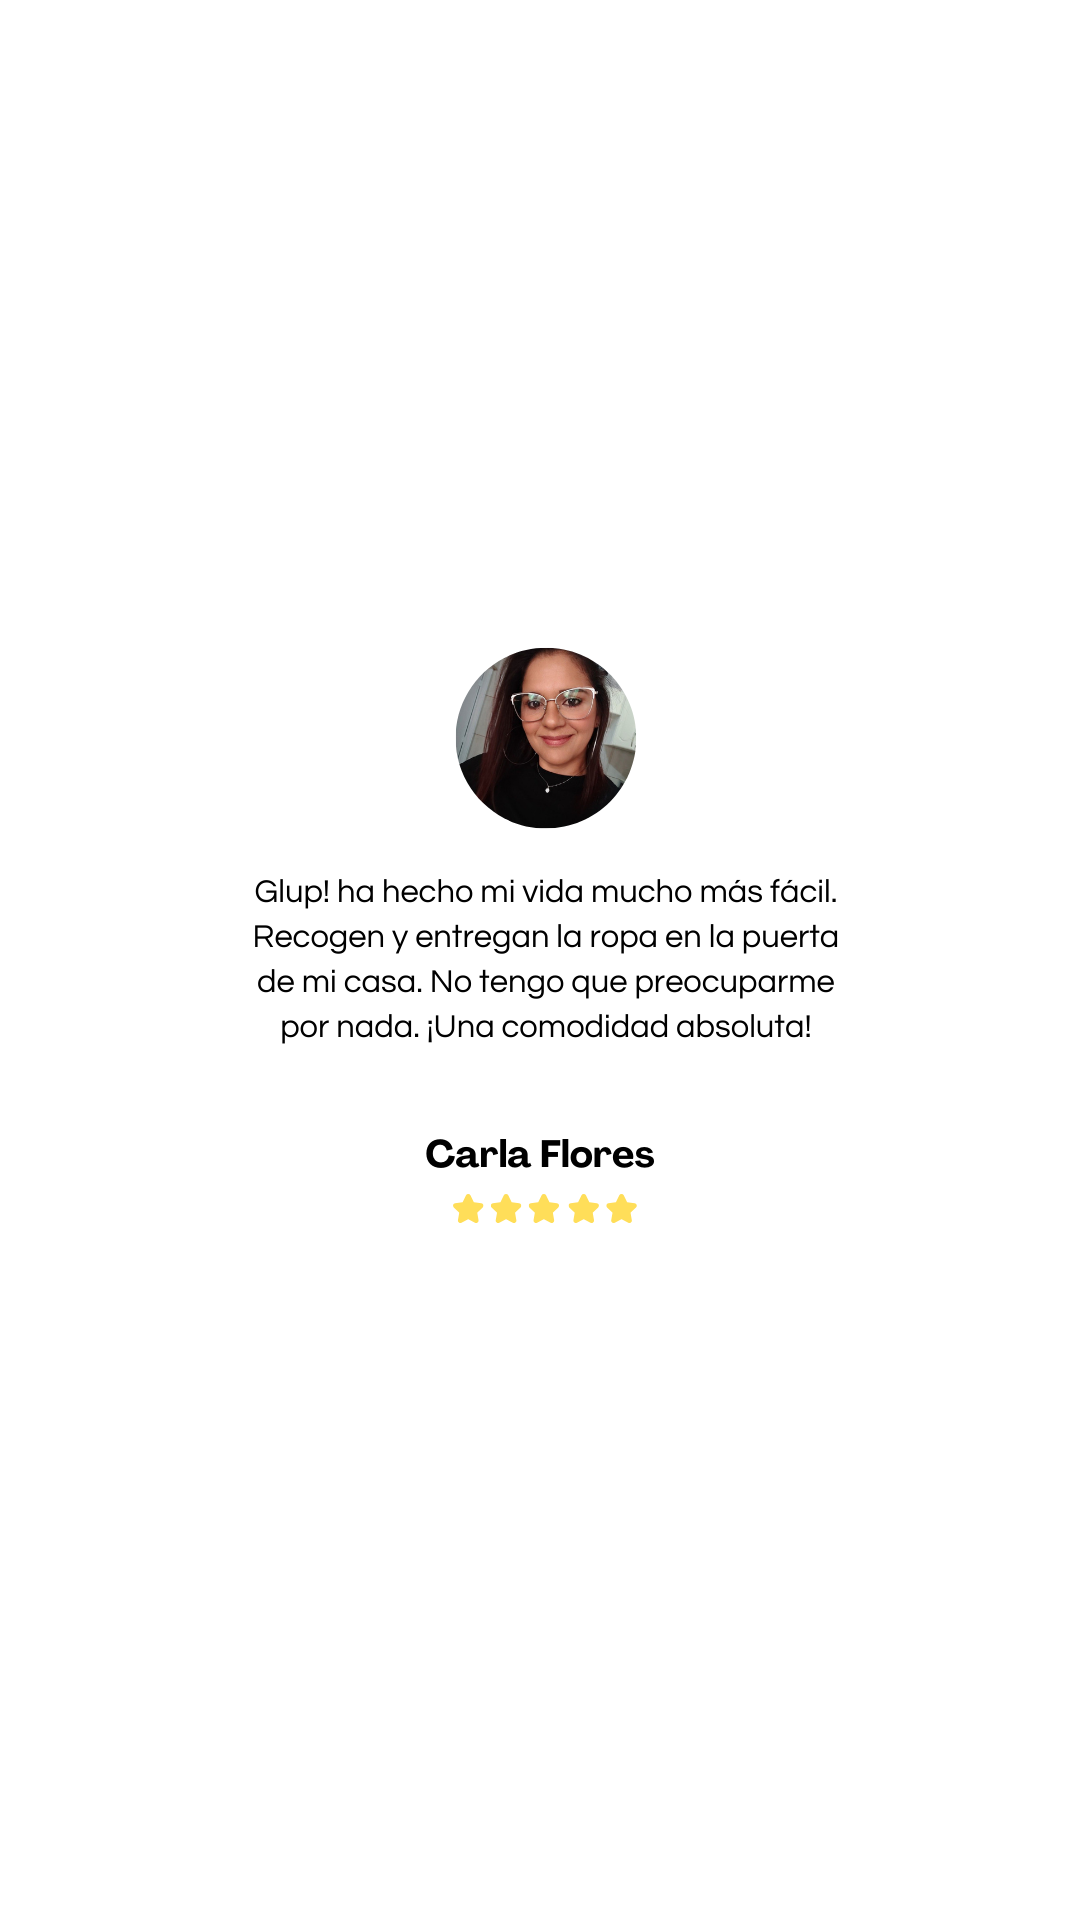 Glup! ha hecho mi vida mucho más fácil.
Recogen y entregan la ropa en la puerta
de mi casa. No tengo que preocuparme
por nada. ¡Una comodidad absoluta!
Carla Flores